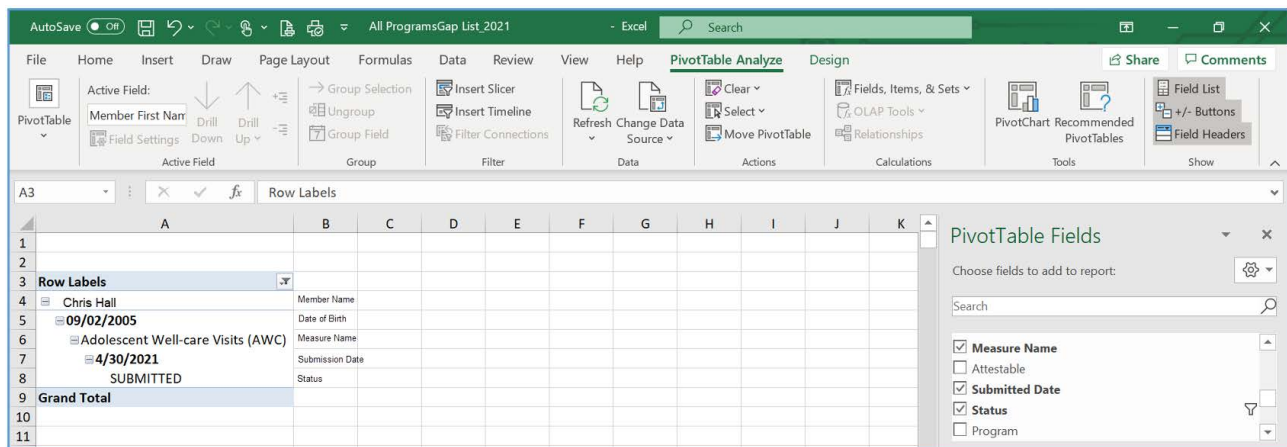 AutoSave Off All ProgramsGap List_2021 - Excel Search
File Home Insert Draw Page Layout Formulas Data Review View Help PivotTable Analyze Design Share Comments
PivotTable
Active Field:
Member First Nam
Field Settings
Drill Down
Drill Up
Active Field
Group Selection
Ungroup
Group Field
Group
Insert Slicer
Insert Timeline
Filter Connections
Filter
Refresh
Change Data Source
Data
Clear
Select
Move PivotTable
Actions
Fields, Items, & Sets
OLAP Tools
Relationships
Calculations
PivotChart
Recommended PivotTables
Tools
Field List
+/- Buttons
Field Headers
Show
A3 fx Row Labels
A B C D E F G H I J K
1
2
3 Row Labels
4 Chris Hall Member Name
5 09/02/2005 Date of Birth
6 Adolescent Well-care Visits (AWC) Measure Name
7 4/30/2021 Submission Date
8 SUBMITTED Status
9 Grand Total
10
11
PivotTable Fields
Choose fields to add to report:
Search
Measure Name
Attestable
Submitted Date
Status
Program